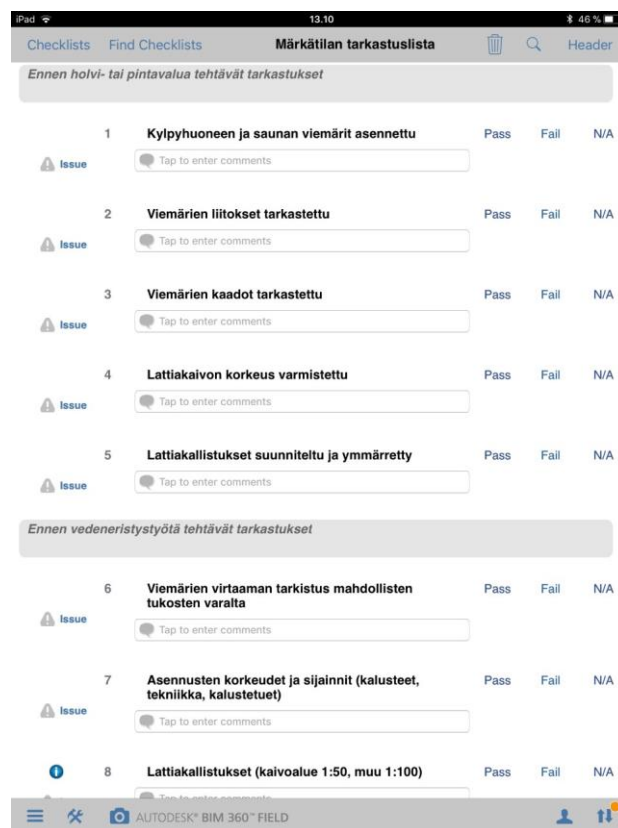 iPad 13.10 46 %
Checklists Find Checklists Märkätilan tarkastuslista Header
Ennen holvi- tai pintavalua tehtävät tarkastukset
1 Kylpyhuoneen ja saunan viemärit asennettu Pass Fail N/A
Issue Tap to enter comments
2 Viemärien liitokset tarkastettu Pass Fail N/A
Issue Tap to enter comments
3 Viemärien kaadot tarkastettu Pass Fail N/A
Issue Tap to enter comments
4 Lattiakaivon korkeus varmistettu Pass Fail N/A
Issue Tap to enter comments
5 Lattiakallistukset suunniteltu ja ymmärretty Pass Fail N/A
Issue Tap to enter comments
Ennen vedeneristystyötä tehtävät tarkastukset
6 Viemärien virtaaman tarkistus mahdollisten Pass Fail N/A
tukosten varalta
Issue Tap to enter comments
7 Asennusten korkeudet ja sijainnit (kalusteet, Pass Fail N/A
tekniikka, kalustetuet)
Issue Tap to enter comments
8 Lattiakallistukset (kaivoalue 1:50, muu 1:100) Pass Fail N/A
Tap to enter comments
AUTODESK® BIM 360™ FIELD